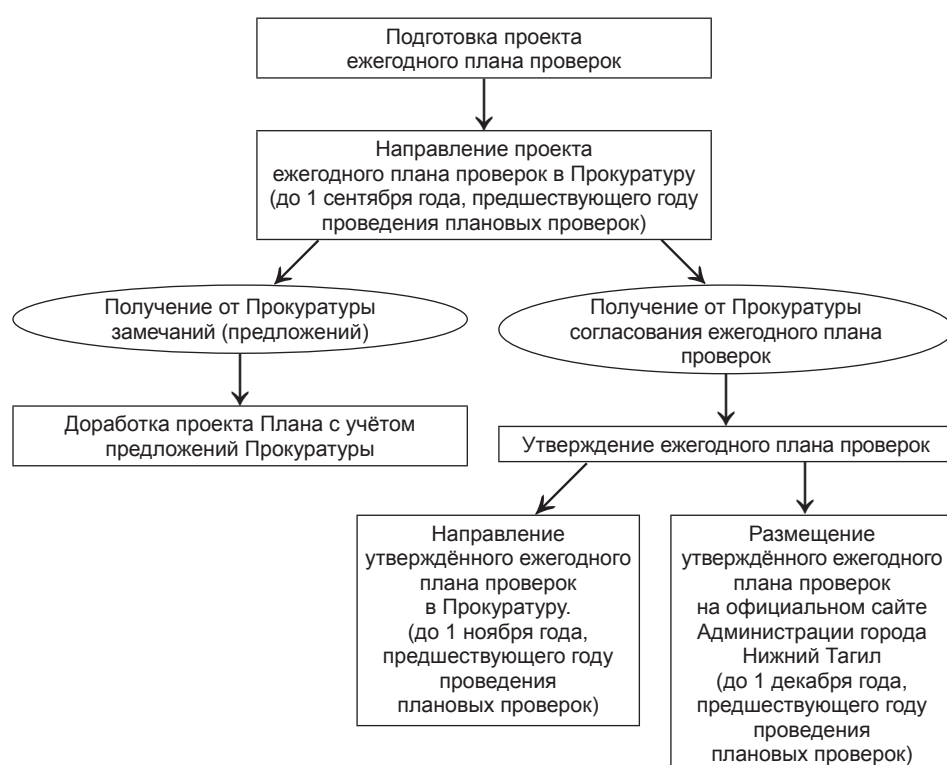 Подготовка проекта
ежегодного плана проверок
Направление проекта
ежегодного плана проверок в Прокуратуру
(до 1 сентября года, предшествующего году
проведения плановых проверок)
Получение от Прокуратуры
замечаний (предложений)
Получение от Прокуратуры
согласования ежегодного плана
проверок
Доработка проекта Плана с учётом
предложений Прокуратуры
Утверждение ежегодного плана проверок
Направление
утверждённого ежегодного
плана проверок
в Прокуратуру.
(до 1 ноября года,
предшествующего году
проведения
плановых проверок)
Размещение
утверждённого ежегодного
плана проверок
на официальном сайте
Администрации города
Нижний Тагил
(до 1 декабря года,
предшествующего году
проведения
плановых проверок)